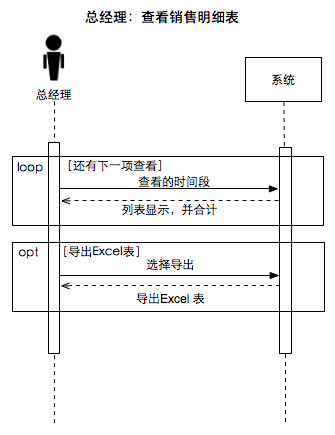 总经理：查看销售明细表
总经理
系统
loop
[还有下一项查看]
查看的时间段
列表显示，并合计
opt
[导出Excel表]
选择导出
导出Excel 表